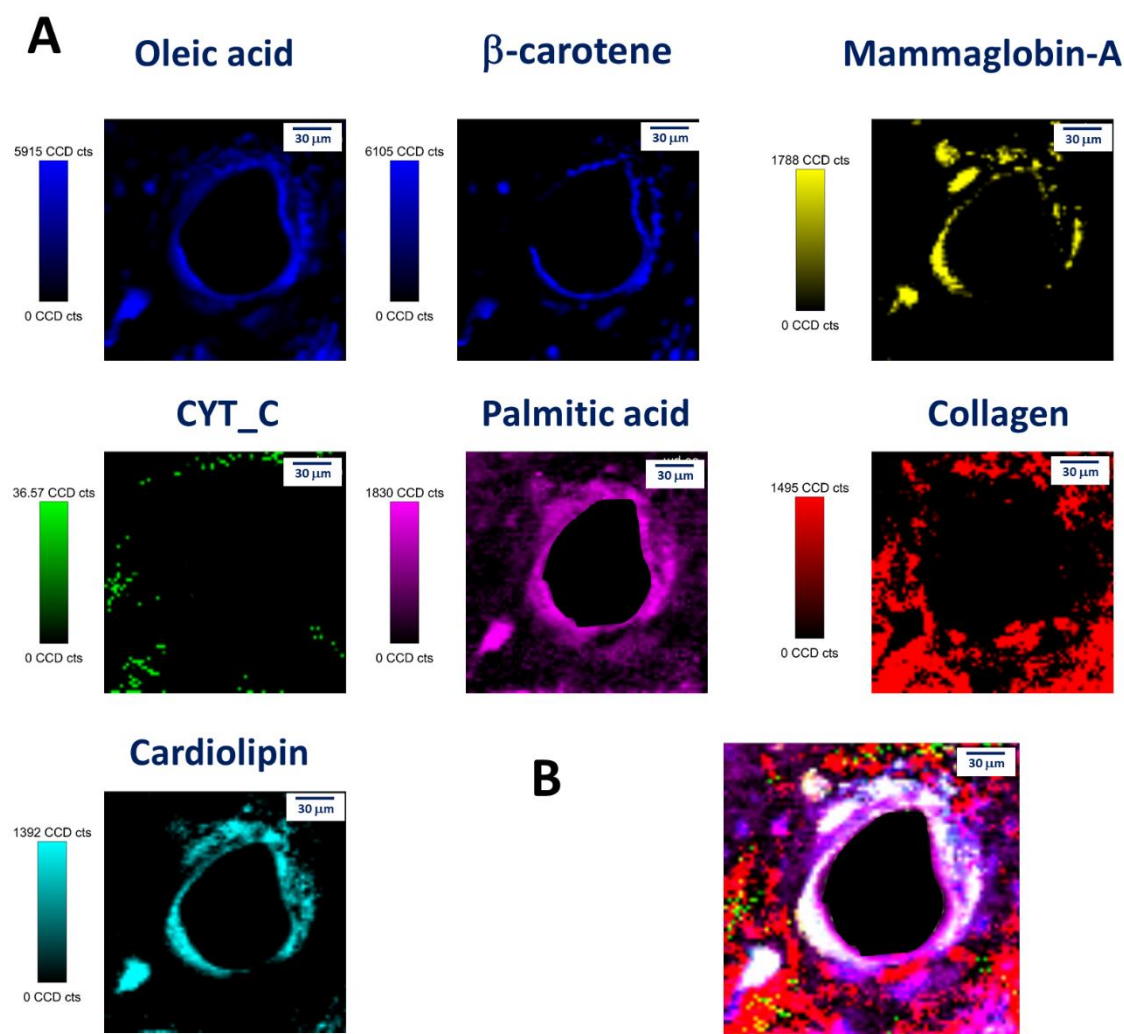 A
Oleic acid
β-carotene
Mammaglobin-A
5915 CCD cts
0 CCD cts
30 μm
6105 CCD cts
0 CCD cts
30 μm
1788 CCD cts
0 CCD cts
30 μm
CYT_C
Palmitic acid
Collagen
36.57 CCD cts
0 CCD cts
30 μm
1830 CCD cts
0 CCD cts
30 μm
1495 CCD cts
0 CCD cts
30 μm
Cardiolipin
1392 CCD cts
0 CCD cts
30 μm
B
30 μm